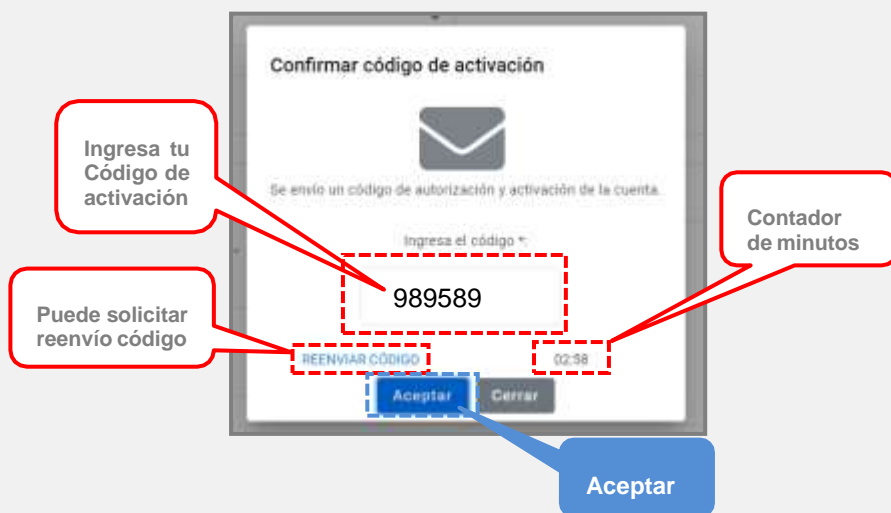 Confirmar código de activación
Ingresa tu
Código de
activación
Se envío un código de autorización y activación de la cuenta.
Contador
de minutos
Ingresa el código *:
989589
Puede solicitar
reenvío código
REENVIAR CÓDIGO
02:58
Aceptar
Cerrar
Aceptar